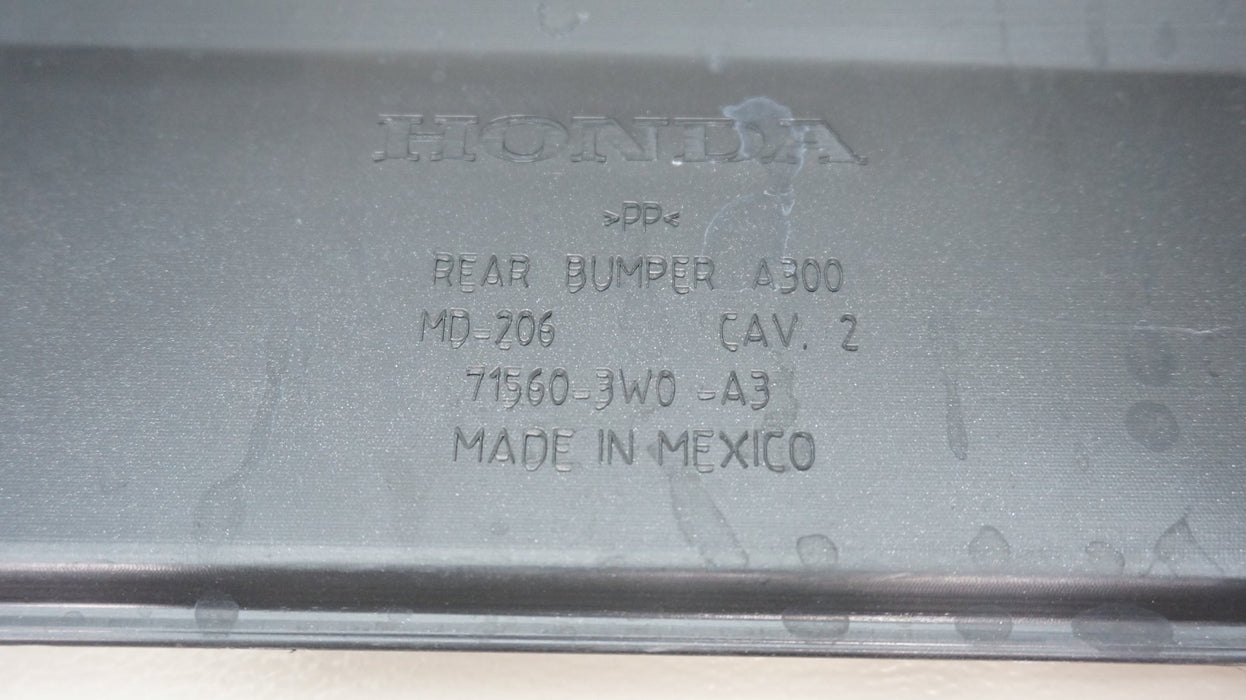 HONDA
>PP<
REAR BUMPER A300
MD-206 CAV. 2
71560-3W0 -A3
MADE IN MEXICO